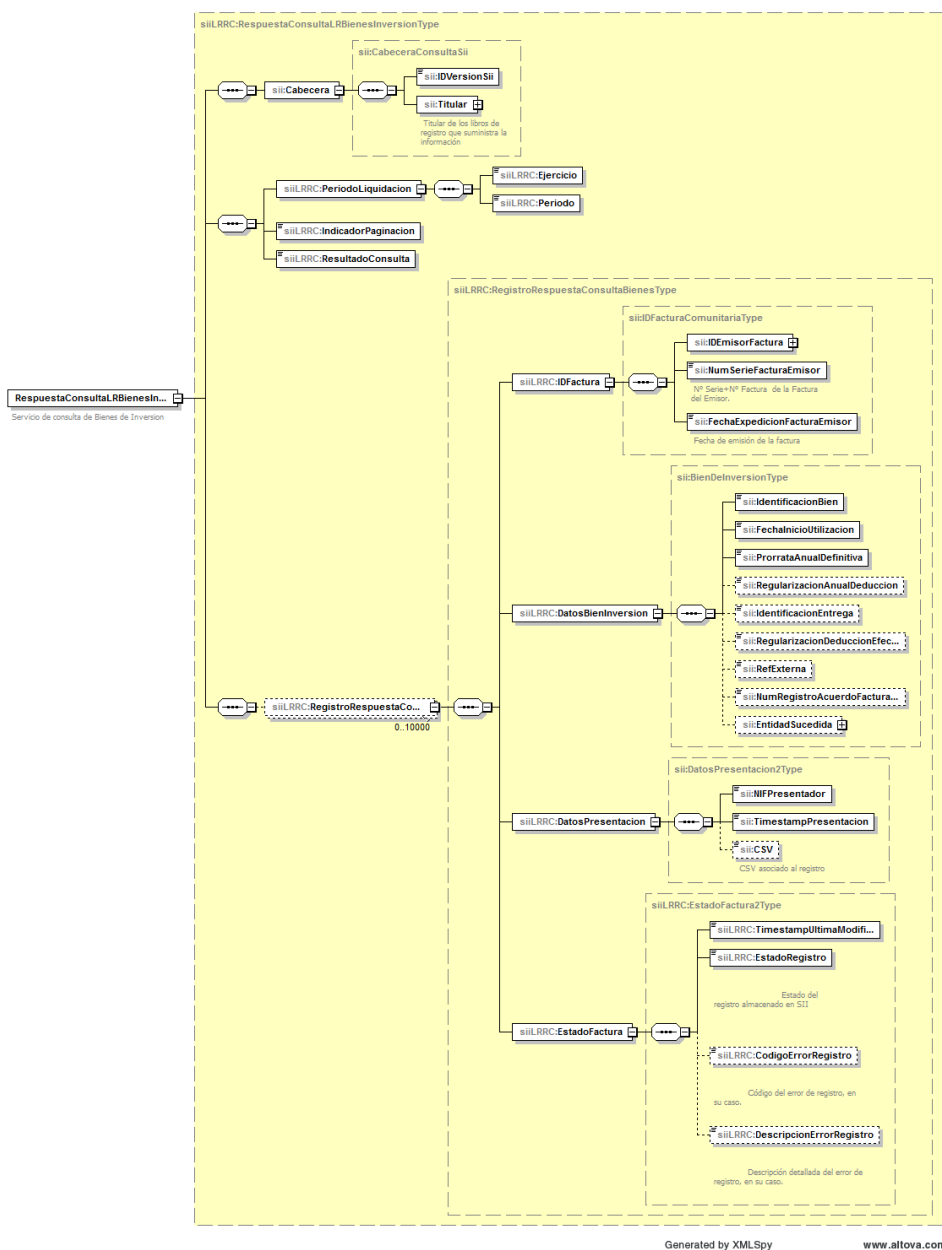 siiLRRC:RespuestaConsultaLRBienesInversionType
sii:CabeceraConsultaSii
sii:IDVersionSii
sii:Cabecera
sii:Titular
Titular de los libros de
registro que suministra la
información
siiLRRC:PeriodoLiquidacion
siiLRRC:Ejercicio
siiLRRC:Periodo
siiLRRC:IndicadorPaginacion
siiLRRC:ResultadoConsulta
siiLRRC:RegistroRespuestaConsultaBienesType
sii:IDFacturaComunitariaType
sii:IDEmisorFactura
siiLRRC:IDFactura
sii:NumSerieFacturaEmisor
Nº Serie+Nº Factura de la Factura
del Emisor.
sii:FechaExpedicionFacturaEmisor
Fecha de emisión de la factura
RespuestaConsultaLRBienesIn...
Servicio de consulta de Bienes de Inversion
sii:BienDeInversionType
sii:IdentificacionBien
sii:FechaInicioUtilizacion
sii:ProrrataAnualDefinitiva
sii:RegularizacionAnualDeduccion
siiLRRC:DatosBienInversion
sii:IdentificacionEntrega
sii:RegularizacionDeduccionEfec...
sii:RefExterna
sii:NumRegistroAcuerdoFactura...
sii:EntidadSucedida
siiLRRC:RegistroRespuestaCo...
0..10000
sii:DatosPresentacion2Type
sii:NIFPresentador
siiLRRC:DatosPresentacion
sii:TimestampPresentacion
sii:CSV
CSV asociado al registro
siiLRRC:EstadoFactura2Type
siiLRRC:TimestampUltimaModifi...
siiLRRC:EstadoRegistro
Estado del
registro almacenado en SII
siiLRRC:EstadoFactura
siiLRRC:CodigoErrorRegistro
Código del error de registro, en
su caso.
siiLRRC:DescripcionErrorRegistro
Descripción detallada del error de
registro, en su caso.
Generated by XMLSpy
www.altova.com